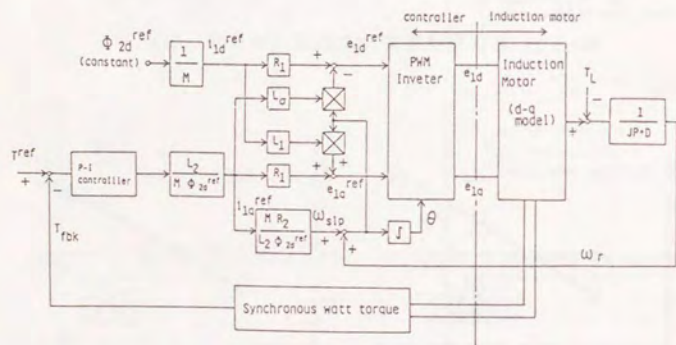 controller
induction motor
Φ 2d ref
(constant)
1
M
i1d ref
R1
+
−
e1d ref
PWM
Inveter
e1d
Induction
Motor
(d-q
model)
TL
−
+
1
JP+D
Lσ
L1
+
+
T ref
+
−
P-I
controller
L2
M Φ2d ref
R1
+
e1q ref
e1q
i1q ref
M R2
L2 Φ2d ref
ωslp
+
+
∫
θ
Tfbk
ωr
Synchronous watt torque